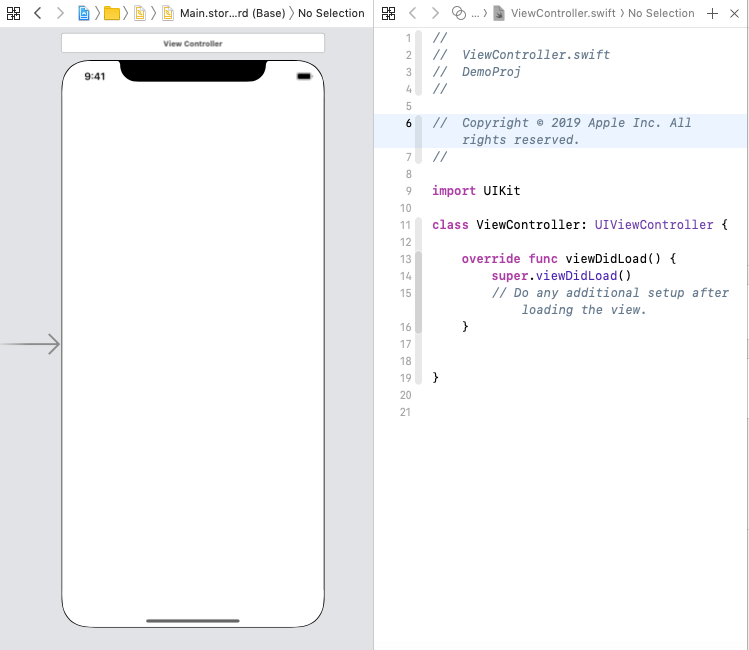 Main.stor...rd (Base) No Selection
View Controller
9:41
... ViewController.swift No Selection
1 //
2 //  ViewController.swift
3 //  DemoProj
4 //
5
6 //  Copyright © 2019 Apple Inc. All
rights reserved.
7 //
8
9 import UIKit
10
11 class ViewController: UIViewController {
12
13     override func viewDidLoad() {
14         super.viewDidLoad()
15         // Do any additional setup after
loading the view.
16     }
17
18
19 }
20
21